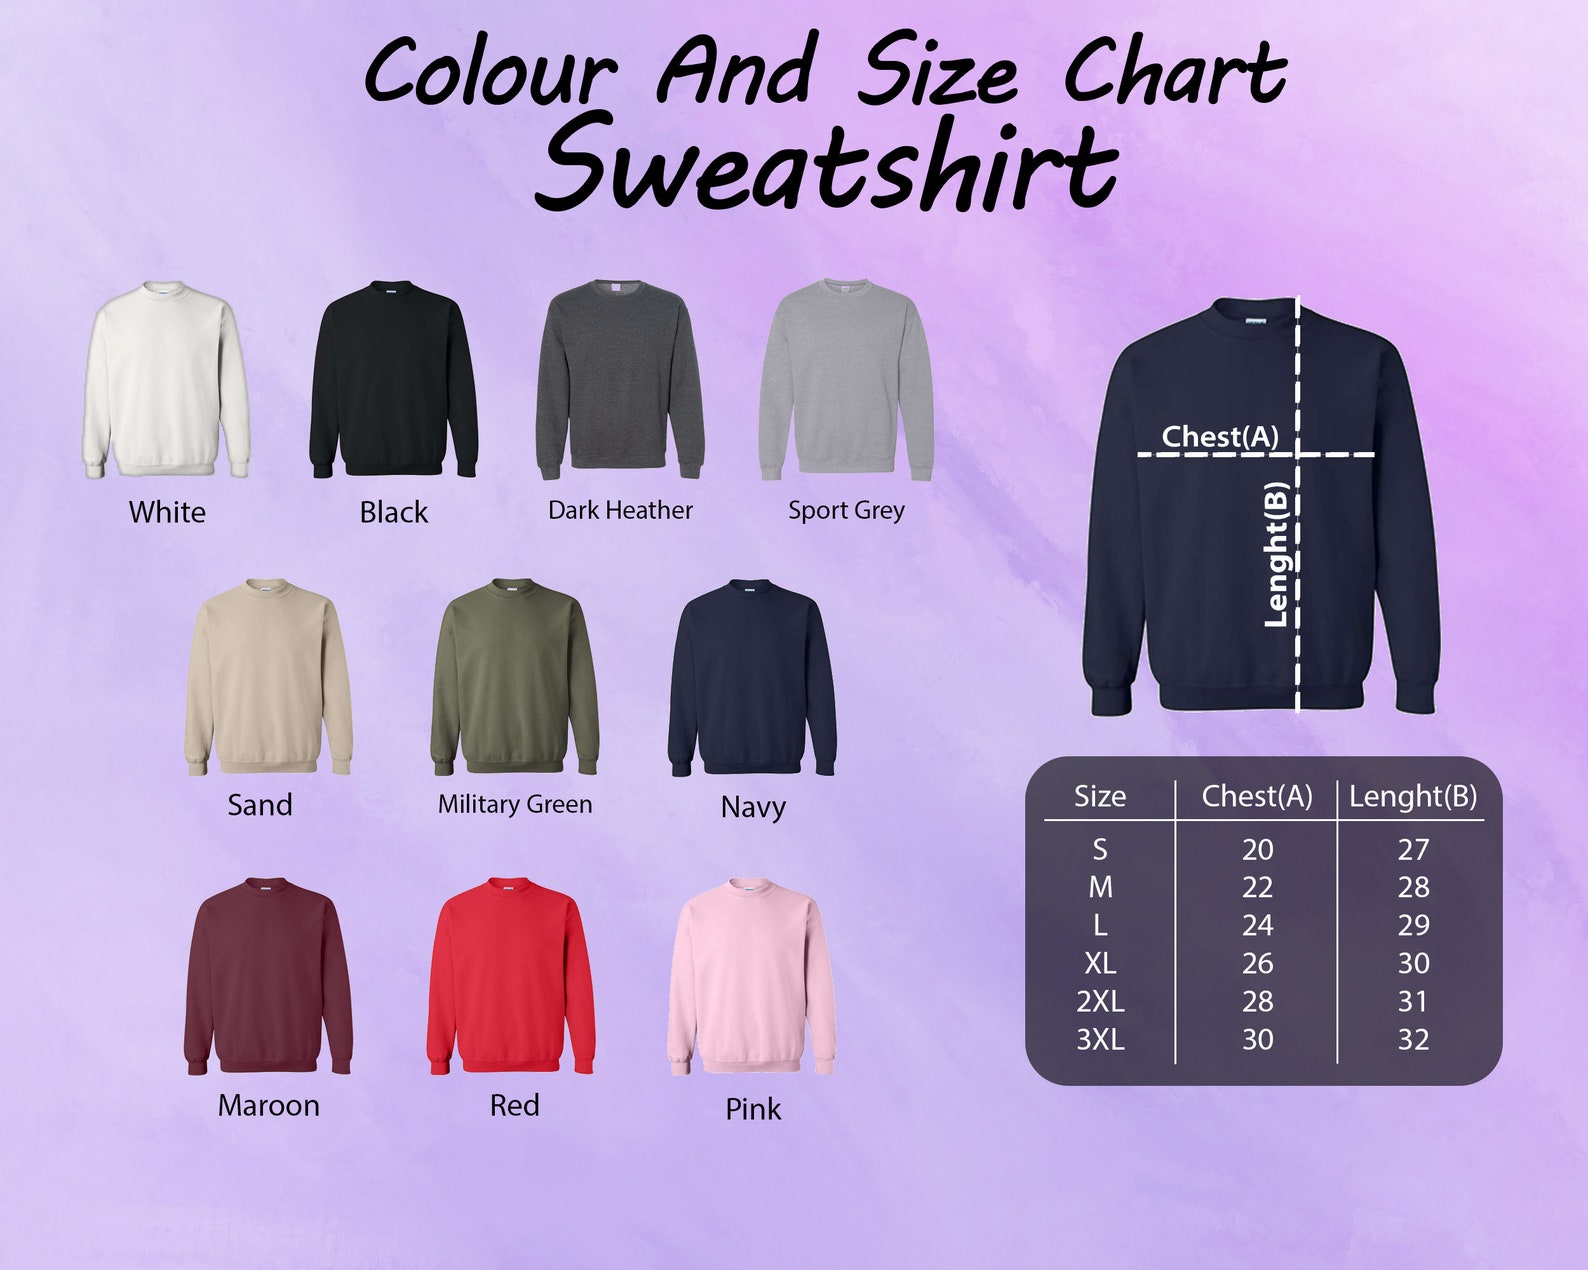 Colour And Size Chart
Sweatshirt
White
Black
Dark Heather
Sport Grey
Sand
Military Green
Navy
Maroon
Red
Pink
Chest(A)
Lenght(B)
Size Chest(A) Lenght(B)
S 20 27
M 22 28
L 24 29
XL 26 30
2XL 28 31
3XL 30 32